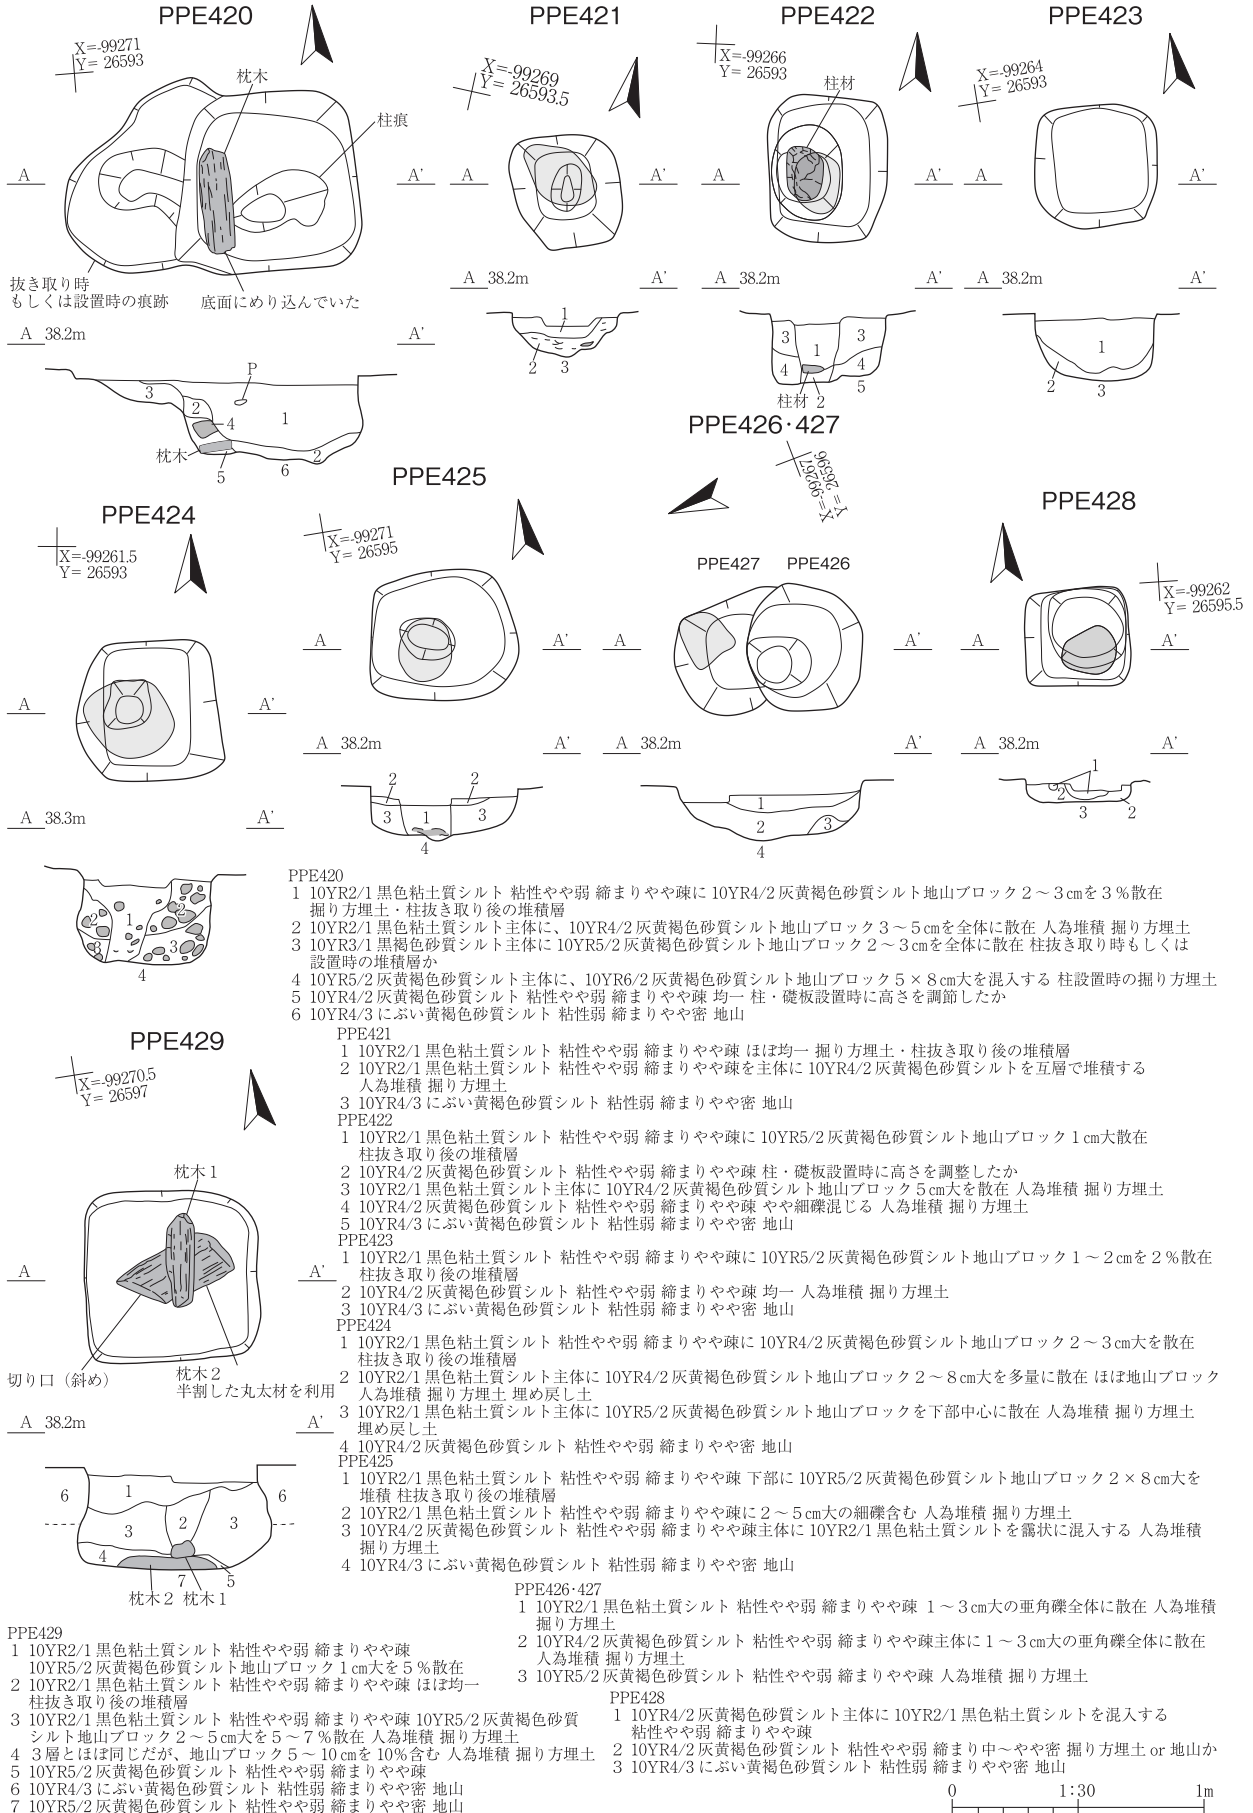 PPE420
X=-99271
Y= 26593
枕木
柱痕
A
A’
抜き取り時
もしくは設置時の痕跡
底面にめり込んでいた
A 38.2m
A’
P
3
2
4
1
枕木
5
6
2
PPE421
X=-99269
Y= 26593.5
A
A’
A 38.2m
A’
1
2
3
PPE422
X=-99266
Y= 26593
柱材
A
A’
A 38.2m
A’
3
1
3
4
4
5
柱材 2
PPE423
X=-99264
Y= 26593
A
A’
A 38.2m
A’
1
2
3
PPE424
X=-99261.5
Y= 26593
A
A’
A 38.3m
A’
2
1
2
3
3
4
PPE425
X=-99271
Y= 26595
A
A’
A 38.2m
A’
2
2
3
1
3
4
PPE426・427
X=-99267
Y= 26596
PPE427
PPE426
A
A’
A 38.2m
A’
1
2
3
4
PPE428
X=-99262
Y= 26595.5
A
A’
A 38.2m
A’
1
2
3
2
PPE429
X=-99270.5
Y= 26597
枕木1
A
A’
切り口（斜め）
枕木2
半割した丸太材を利用
A 38.2m
A’
6
1
6
3
2
3
4
7
5
枕木2 枕木1
PPE420
1 10YR2/1 黒色粘土質シルト 粘性やや弱 締まりやや疎に 10YR4/2 灰黄褐色砂質シルト地山ブロック2～3㎝を3％散在
掘り方埋土・柱抜き取り後の堆積層
2 10YR2/1 黒色粘土質シルト主体に、10YR4/2 灰黄褐色砂質シルト地山ブロック3～5㎝を全体に散在 人為堆積 掘り方埋土
3 10YR3/1 黒褐色砂質シルト主体に 10YR5/2 灰黄褐色砂質シルト地山ブロック2～3㎝を全体に散在 柱抜き取り時もしくは
設置時の堆積層か
4 10YR5/2 灰黄褐色砂質シルト主体に、10YR6/2 灰黄褐色砂質シルト地山ブロック5×8㎝大を混入する 柱設置時の掘り方埋土
5 10YR4/2 灰黄褐色砂質シルト 粘性やや弱 締まりやや疎 均一 柱・礎板設置時に高さを調節したか
6 10YR4/3 にぶい黄褐色砂質シルト 粘性弱 締まりやや密 地山
PPE421
1 10YR2/1 黒色粘土質シルト 粘性やや弱 締まりやや疎 ほぼ均一 掘り方埋土・柱抜き取り後の堆積層
2 10YR2/1 黒色粘土質シルト 粘性やや弱 締まりやや疎を主体に 10YR4/2 灰黄褐色砂質シルトを互層で堆積する
人為堆積 掘り方埋土
3 10YR4/3 にぶい黄褐色砂質シルト 粘性弱 締まりやや密 地山
PPE422
1 10YR2/1 黒色粘土質シルト 粘性やや弱 締まりやや疎に 10YR5/2 灰黄褐色砂質シルト地山ブロック1㎝大散在
柱抜き取り後の堆積層
2 10YR4/2 灰黄褐色砂質シルト 粘性やや弱 締まりやや疎 柱・礎板設置時に高さを調整したか
3 10YR2/1 黒色粘土質シルト主体に 10YR4/2 灰黄褐色砂質シルト地山ブロック5㎝大を散在 人為堆積 掘り方埋土
4 10YR4/2 灰黄褐色砂質シルト 粘性やや弱 締まりやや疎 やや細礫混じる 人為堆積 掘り方埋土
5 10YR4/3 にぶい黄褐色砂質シルト 粘性弱 締まりやや密 地山
PPE423
1 10YR2/1 黒色粘土質シルト 粘性やや弱 締まりやや疎に 10YR5/2 灰黄褐色砂質シルト地山ブロック1～2㎝を2％散在
柱抜き取り後の堆積層
2 10YR4/2 灰黄褐色砂質シルト 粘性やや弱 締まりやや疎 均一 人為堆積 掘り方埋土
3 10YR4/3 にぶい黄褐色砂質シルト 粘性弱 締まりやや密 地山
PPE424
1 10YR2/1 黒色粘土質シルト 粘性やや弱 締まりやや疎に 10YR4/2 灰黄褐色砂質シルト地山ブロック2～3㎝大を散在
柱抜き取り後の堆積層
2 10YR2/1 黒色粘土質シルト主体に 10YR4/2 灰黄褐色砂質シルト地山ブロック2～8㎝大を多量に散在 ほぼ地山ブロック
人為堆積 掘り方埋土 埋め戻し土
3 10YR2/1 黒色粘土質シルト主体に 10YR5/2 灰黄褐色砂質シルト地山ブロックを下部中心に散在 人為堆積 掘り方埋土
埋め戻し土
4 10YR4/2 灰黄褐色砂質シルト 粘性やや弱 締まりやや密 地山
PPE425
1 10YR2/1 黒色粘土質シルト 粘性やや弱 締まりやや疎 下部に 10YR5/2 灰黄褐色砂質シルト地山ブロック2×8㎝大を
堆積 柱抜き取り後の堆積層
2 10YR2/1 黒色粘土質シルト 粘性やや弱 締まりやや疎に2～5㎝大の細礫含む 人為堆積 掘り方埋土
3 10YR4/2 灰黄褐色砂質シルト 粘性やや弱 締まりやや疎主体に 10YR2/1 黒色粘土質シルトを靄状に混入する 人為堆積
掘り方埋土
4 10YR4/3 にぶい黄褐色砂質シルト 粘性弱 締まりやや密 地山
PPE426・427
1 10YR2/1 黒色粘土質シルト 粘性やや弱 締まりやや疎 1～3㎝大の亜角礫全体に散在 人為堆積
掘り方埋土
2 10YR4/2 灰黄褐色砂質シルト 粘性やや弱 締まりやや疎主体に1～3㎝大の亜角礫全体に散在
人為堆積 掘り方埋土
3 10YR5/2 灰黄褐色砂質シルト 粘性やや弱 締まりやや疎 人為堆積 掘り方埋土
PPE428
1 10YR4/2 灰黄褐色砂質シルト主体に 10YR2/1 黒色粘土質シルトを混入する
粘性やや弱 締まりやや疎
2 10YR4/2 灰黄褐色砂質シルト 粘性やや弱 締まり中～やや密 掘り方埋土 or 地山か
3 10YR4/3 にぶい黄褐色砂質シルト 粘性弱 締まりやや密 地山
PPE429
1 10YR2/1 黒色粘土質シルト 粘性やや弱 締まりやや疎
10YR5/2 灰黄褐色砂質シルト地山ブロック1㎝大を5％散在
2 10YR2/1 黒色粘土質シルト 粘性やや弱 締まりやや疎 ほぼ均一
柱抜き取り後の堆積層
3 10YR2/1 黒色粘土質シルト 粘性やや弱 締まりやや疎 10YR5/2 灰黄褐色砂質
シルト地山ブロック2～5㎝大を5～7％散在 人為堆積 掘り方埋土
4 3層とほぼ同じだが、地山ブロック5～10㎝を10％含む 人為堆積 掘り方埋土
5 10YR5/2 灰黄褐色砂質シルト 粘性やや弱 締まりやや疎
6 10YR4/3 にぶい黄褐色砂質シルト 粘性弱 締まりやや密 地山
7 10YR5/2 灰黄褐色砂質シルト 粘性やや弱 締まりやや密 地山
0 1:30 1m